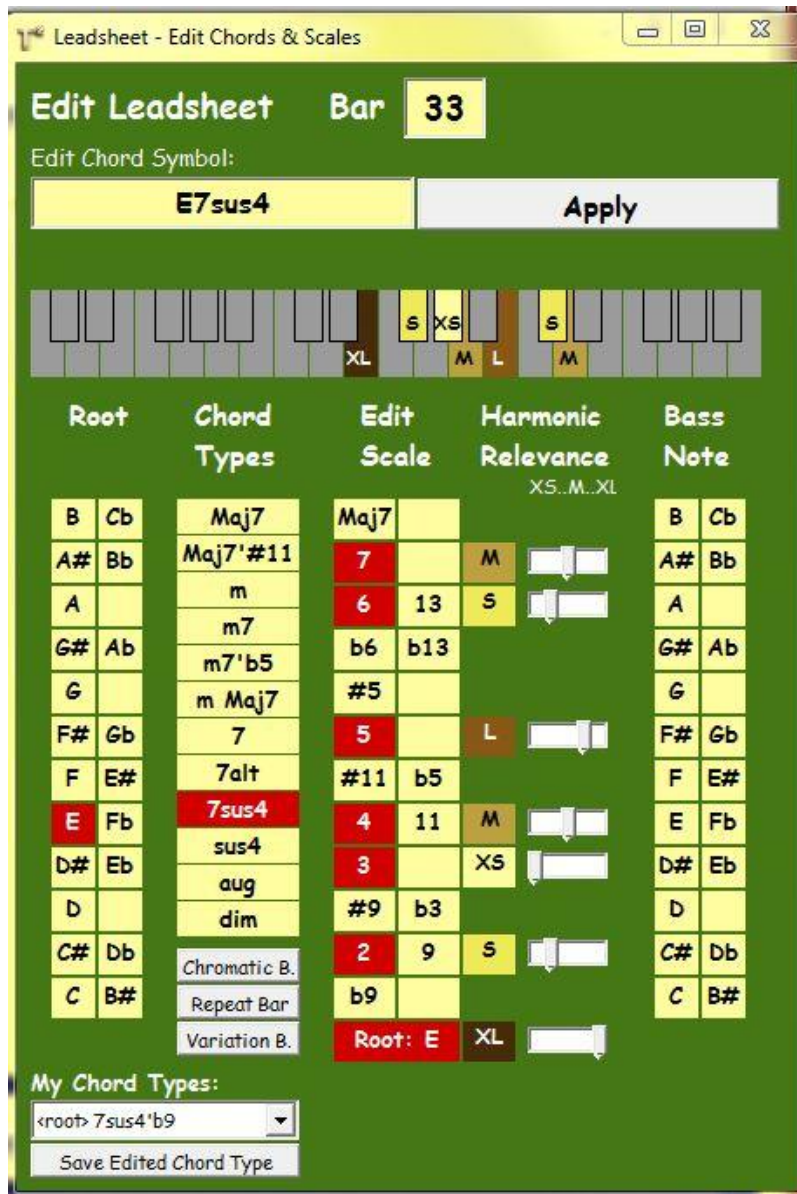 Leadsheet - Edit Chords & Scales
Edit Leadsheet Bar 33
Edit Chord Symbol:
E7sus4 Apply
S XS S
XL M L M
Root Chord Types Edit Scale Harmonic Relevance Bass Note
XS..M..XL
B Cb Maj7 Maj7 B Cb
A# Bb Maj7'#11 7 M A# Bb
A m 6 13 S A
G# Ab m7 b6 b13 G# Ab
G m7'b5 #5 G
m Maj7
F# Gb 7 5 L F# Gb
F E# 7alt #11 b5 F E#
E Fb 7sus4 4 11 M E Fb
D# Eb sus4 3 XS D# Eb
aug
D dim #9 b3 D
C# Db Chromatic B. 2 9 S C# Db
C B# Repeat Bar b9 C B#
Variation B. Root: E XL
My Chord Types:
<root> 7sus4'b9
Save Edited Chord Type